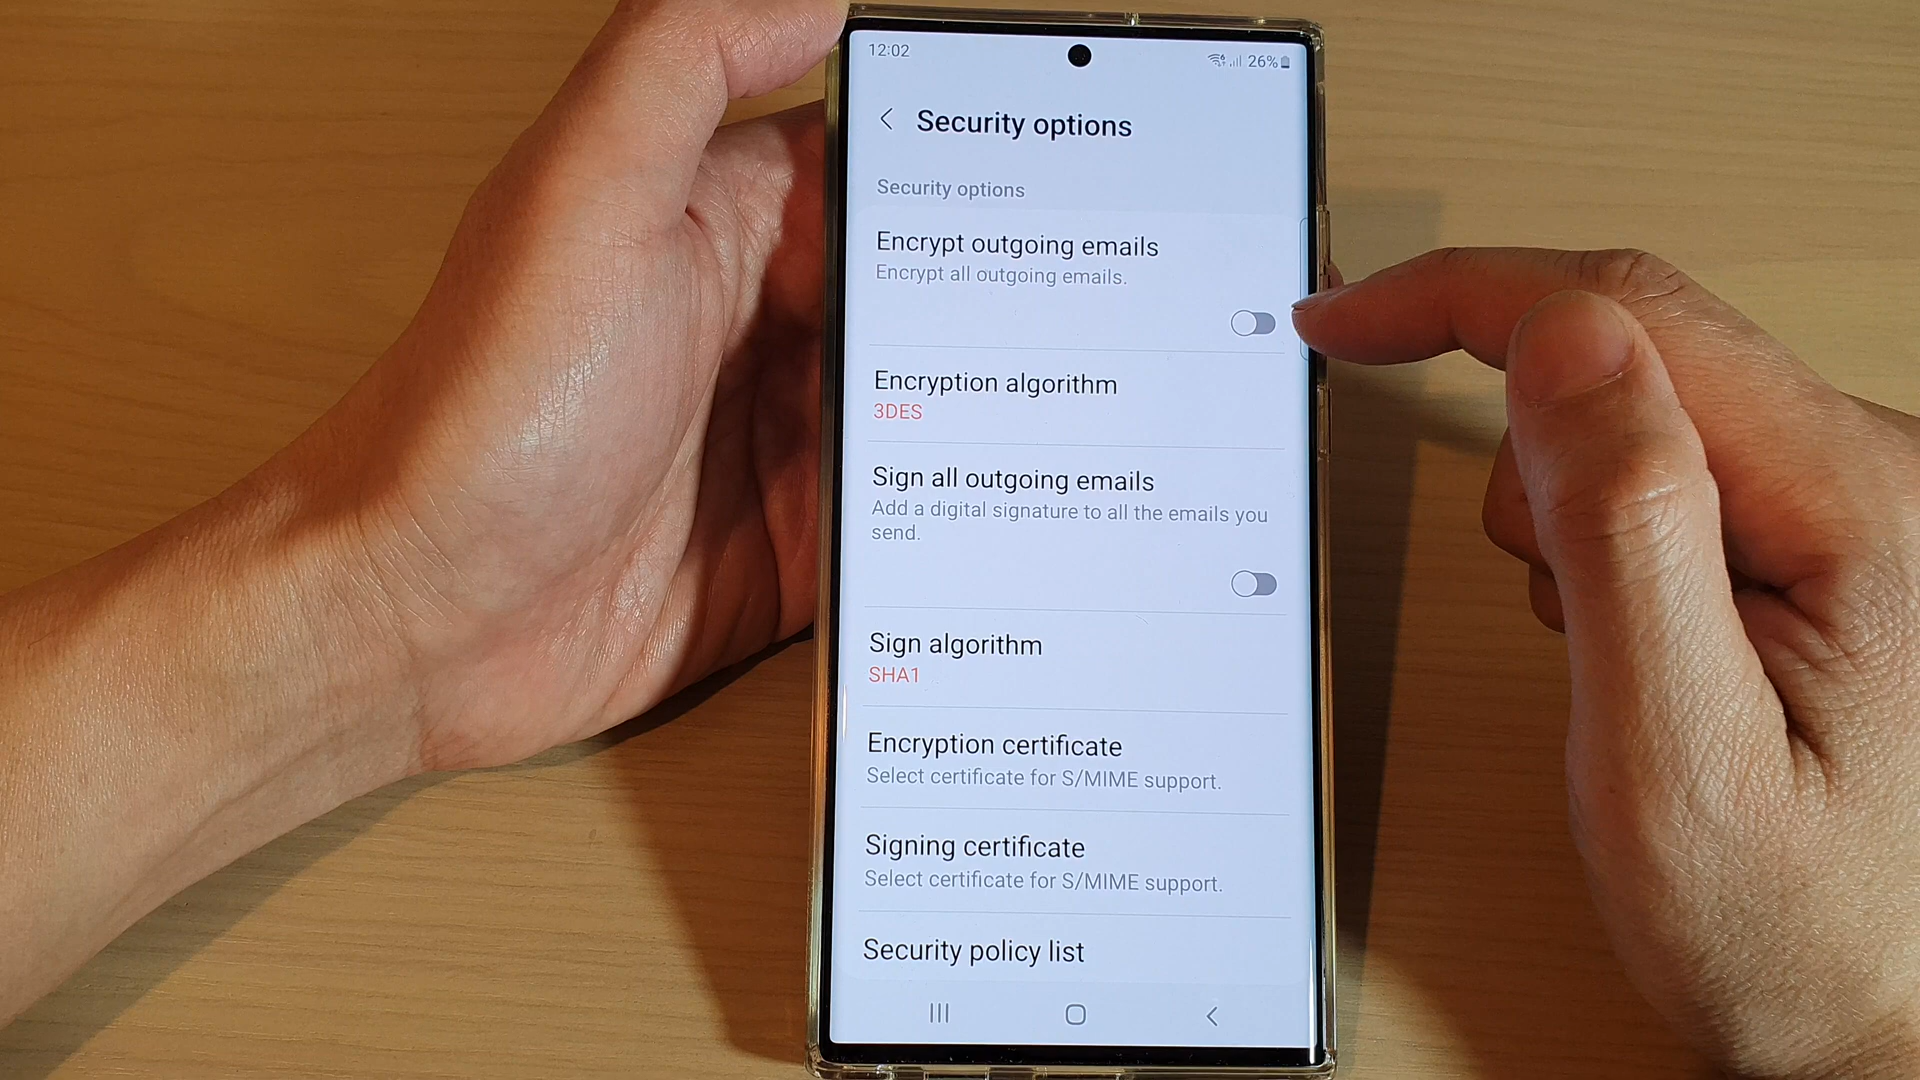 12:02
26%
Security options
Security options
Encrypt outgoing emails
Encrypt all outgoing emails.
Encryption algorithm
3DES
Sign all outgoing emails
Add a digital signature to all the emails you
send.
Sign algorithm
SHA1
Encryption certificate
Select certificate for S/MIME support.
Signing certificate
Select certificate for S/MIME support.
Security policy list